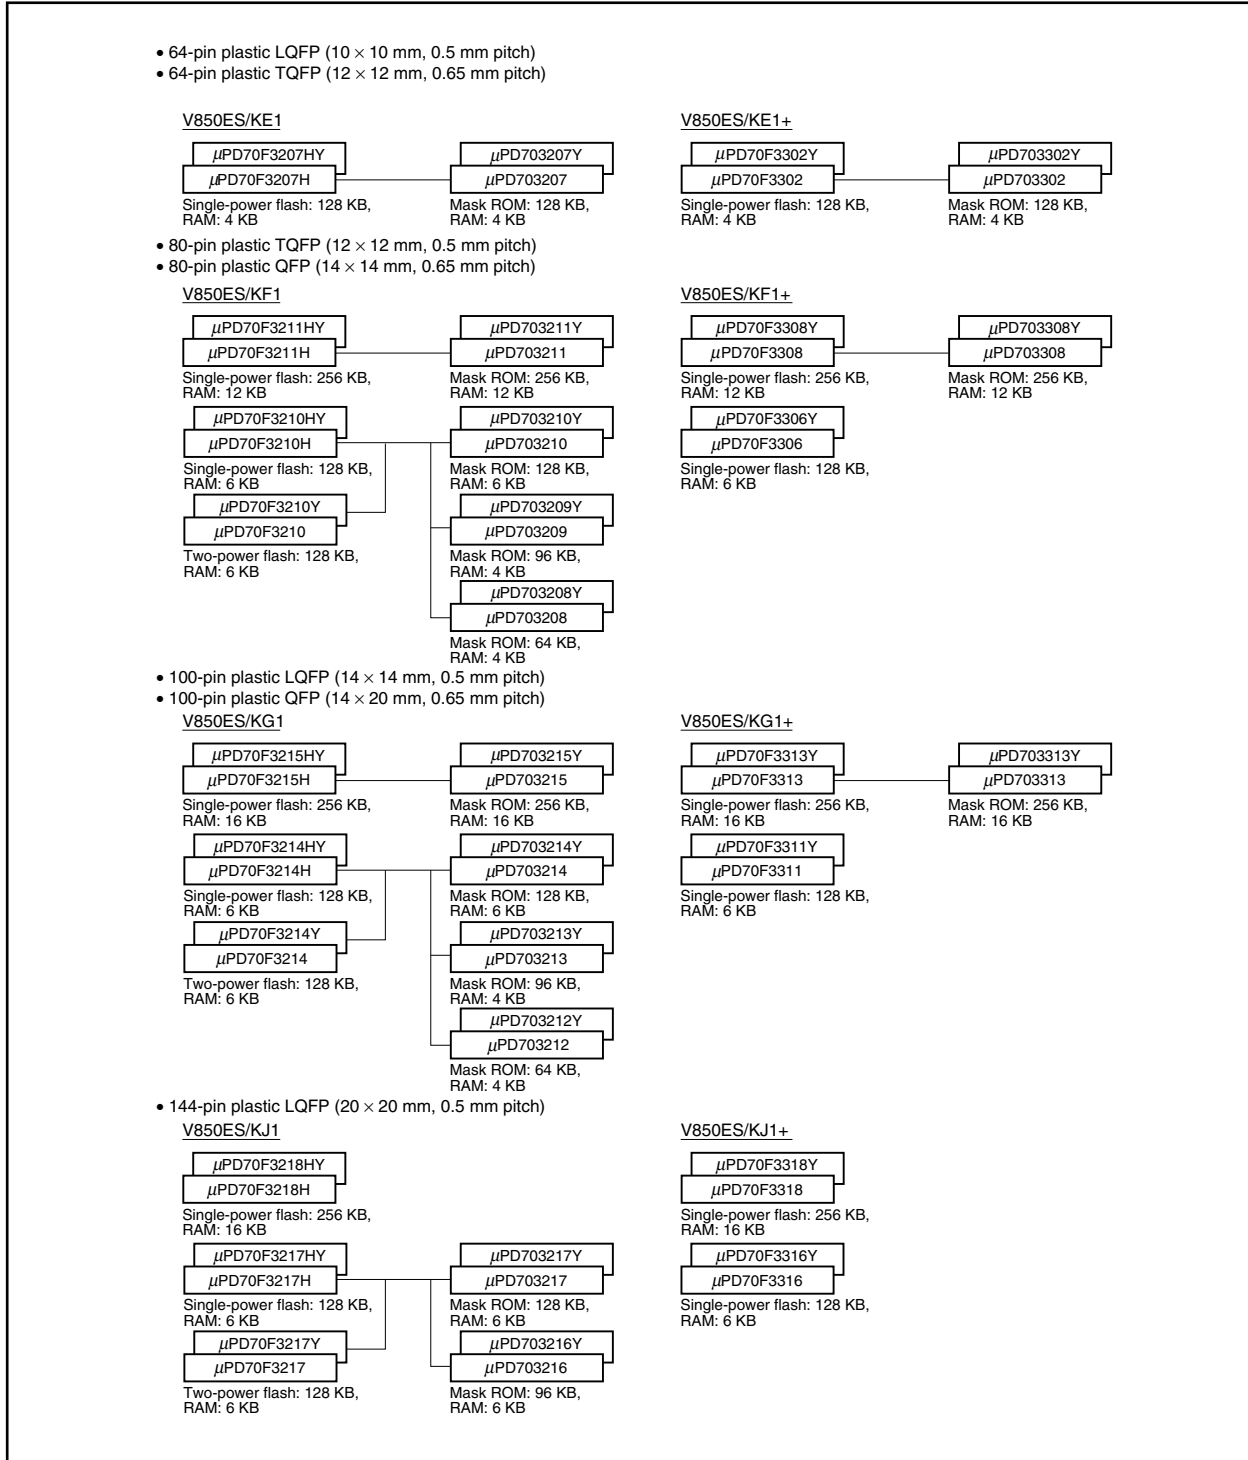 • 64-pin plastic LQFP (10 × 10 mm, 0.5 mm pitch)
• 64-pin plastic TQFP (12 × 12 mm, 0.65 mm pitch)
V850ES/KE1
μPD70F3207HY
μPD70F3207H
Single-power flash: 128 KB,
RAM: 4 KB
μPD703207Y
μPD703207
Mask ROM: 128 KB,
RAM: 4 KB
V850ES/KE1+
μPD70F3302Y
μPD70F3302
Single-power flash: 128 KB,
RAM: 4 KB
μPD703302Y
μPD703302
Mask ROM: 128 KB,
RAM: 4 KB
• 80-pin plastic TQFP (12 × 12 mm, 0.5 mm pitch)
• 80-pin plastic QFP (14 × 14 mm, 0.65 mm pitch)
V850ES/KF1
μPD70F3211HY
μPD70F3211H
Single-power flash: 256 KB,
RAM: 12 KB
μPD703211Y
μPD703211
Mask ROM: 256 KB,
RAM: 12 KB
μPD70F3210HY
μPD70F3210H
Single-power flash: 128 KB,
RAM: 6 KB
μPD703210Y
μPD703210
Mask ROM: 128 KB,
RAM: 6 KB
μPD70F3210Y
μPD70F3210
Two-power flash: 128 KB,
RAM: 6 KB
μPD703209Y
μPD703209
Mask ROM: 96 KB,
RAM: 4 KB
μPD703208Y
μPD703208
Mask ROM: 64 KB,
RAM: 4 KB
V850ES/KF1+
μPD70F3308Y
μPD70F3308
Single-power flash: 256 KB,
RAM: 12 KB
μPD703308Y
μPD703308
Mask ROM: 256 KB,
RAM: 12 KB
μPD70F3306Y
μPD70F3306
Single-power flash: 128 KB,
RAM: 6 KB
• 100-pin plastic LQFP (14 × 14 mm, 0.5 mm pitch)
• 100-pin plastic QFP (14 × 20 mm, 0.65 mm pitch)
V850ES/KG1
μPD70F3215HY
μPD70F3215H
Single-power flash: 256 KB,
RAM: 16 KB
μPD703215Y
μPD703215
Mask ROM: 256 KB,
RAM: 16 KB
μPD70F3214HY
μPD70F3214H
Single-power flash: 128 KB,
RAM: 6 KB
μPD703214Y
μPD703214
Mask ROM: 128 KB,
RAM: 6 KB
μPD70F3214Y
μPD70F3214
Two-power flash: 128 KB,
RAM: 6 KB
μPD703213Y
μPD703213
Mask ROM: 96 KB,
RAM: 4 KB
μPD703212Y
μPD703212
Mask ROM: 64 KB,
RAM: 4 KB
V850ES/KG1+
μPD70F3313Y
μPD70F3313
Single-power flash: 256 KB,
RAM: 16 KB
μPD703313Y
μPD703313
Mask ROM: 256 KB,
RAM: 16 KB
μPD70F3311Y
μPD70F3311
Single-power flash: 128 KB,
RAM: 6 KB
• 144-pin plastic LQFP (20 × 20 mm, 0.5 mm pitch)
V850ES/KJ1
μPD70F3218HY
μPD70F3218H
Single-power flash: 256 KB,
RAM: 16 KB
μPD70F3217HY
μPD70F3217H
Single-power flash: 128 KB,
RAM: 6 KB
μPD703217Y
μPD703217
Mask ROM: 128 KB,
RAM: 6 KB
μPD70F3217Y
μPD70F3217
Two-power flash: 128 KB,
RAM: 6 KB
μPD703216Y
μPD703216
Mask ROM: 96 KB,
RAM: 6 KB
V850ES/KJ1+
μPD70F3318Y
μPD70F3318
Single-power flash: 256 KB,
RAM: 16 KB
μPD70F3316Y
μPD70F3316
Single-power flash: 128 KB,
RAM: 6 KB